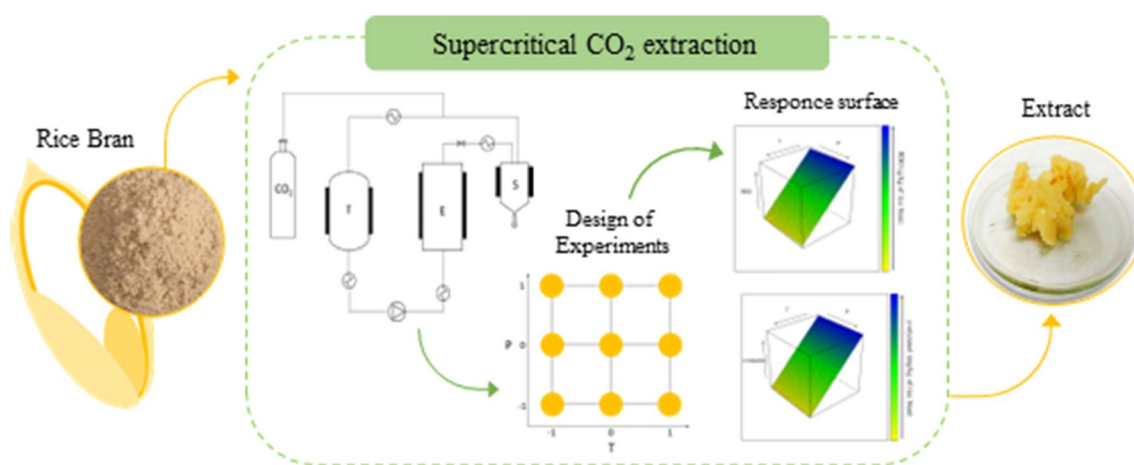 Supercritical CO₂ extraction
Rice Bran
CO₂
T
E
S
Responce surface
Extract
Design of
Experiments
1
P 0
-1
-1 0 1
T